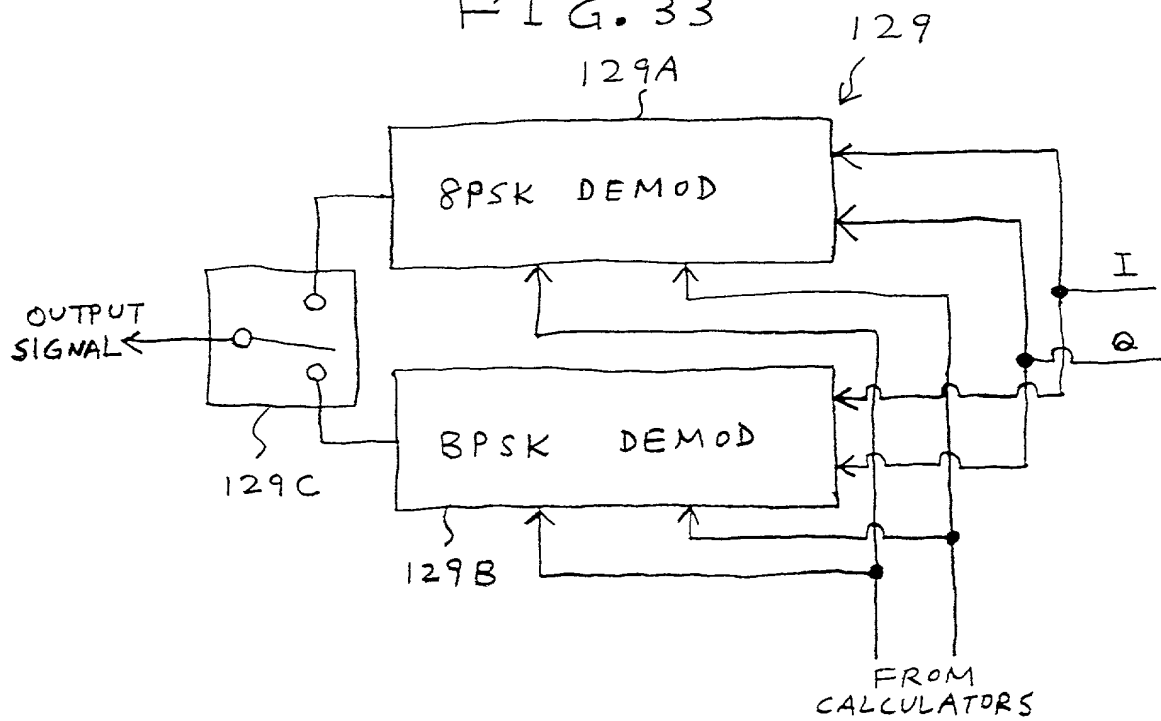 FIG. 33
129
129A
8PSK DEMOD
I
OUTPUT
SIGNAL
Q
BPSK DEMOD
129C
129B
FROM
CALCULATORS